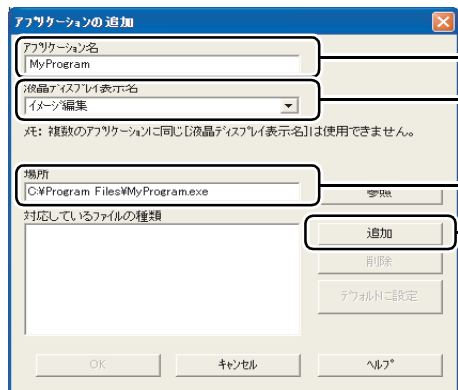 アプリケーションの追加
アプリケーション名
MyProgram
液晶ディスプレイ表示名
イメージ編集
メモ: 複数のアプリケーションに同じ[液晶ディスプレイ表示名]は使用できません。
場所
C:¥Program Files¥MyProgram.exe
参照
対応しているファイルの種類
追加
削除
デフォルトに設定
OK
キャンセル
ヘルプ